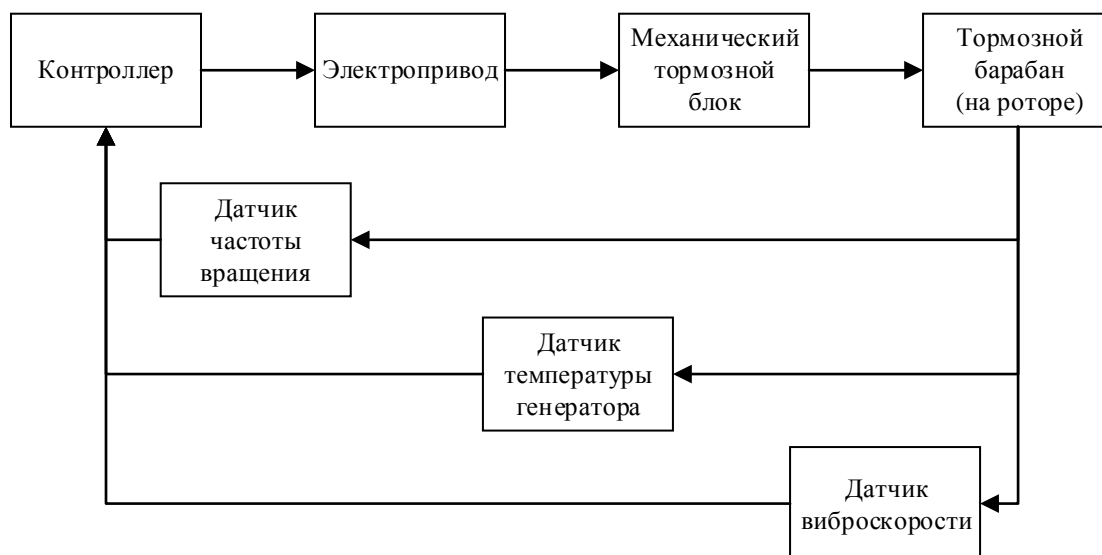 Контроллер
Электропривод
Механический
тормозной
блок
Тормозной
барабан
(на роторе)
Датчик
частоты
вращения
Датчик
температуры
генератора
Датчик
виброскорости